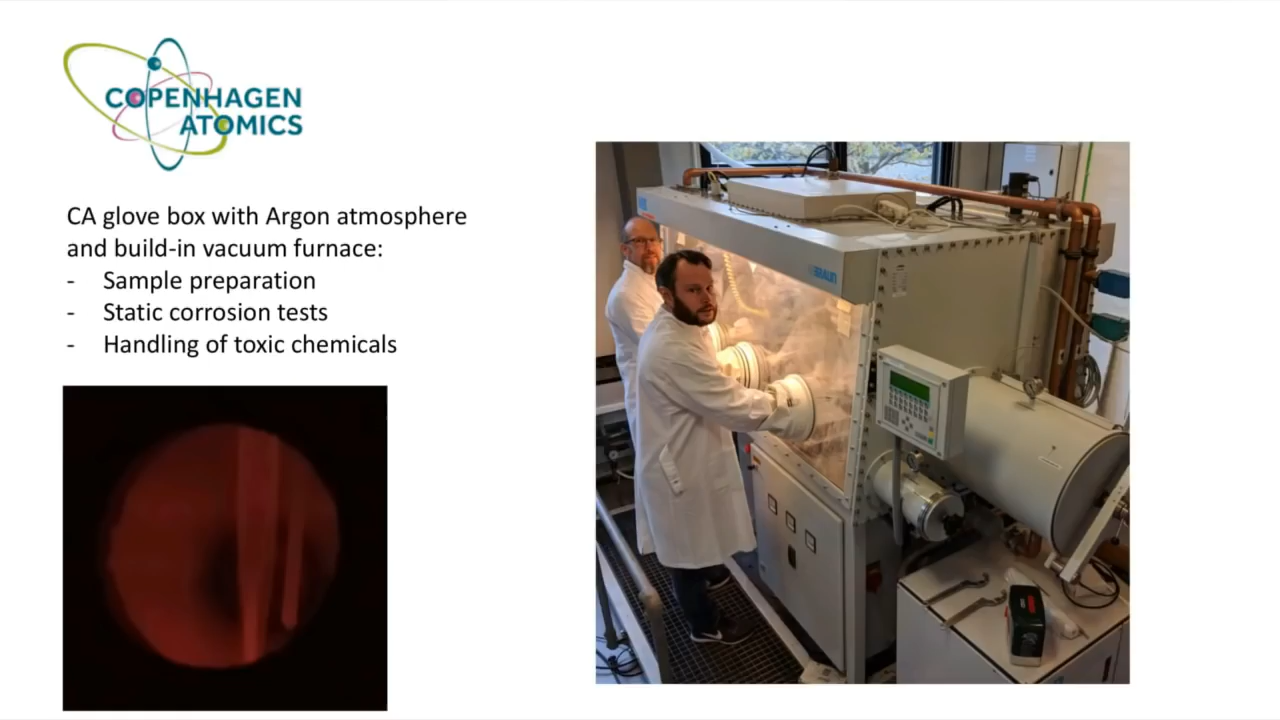 COPENHAGEN
ATOMICS
CA glove box with Argon atmosphere
and build-in vacuum furnace:
- Sample preparation
- Static corrosion tests
- Handling of toxic chemicals
BRAUN